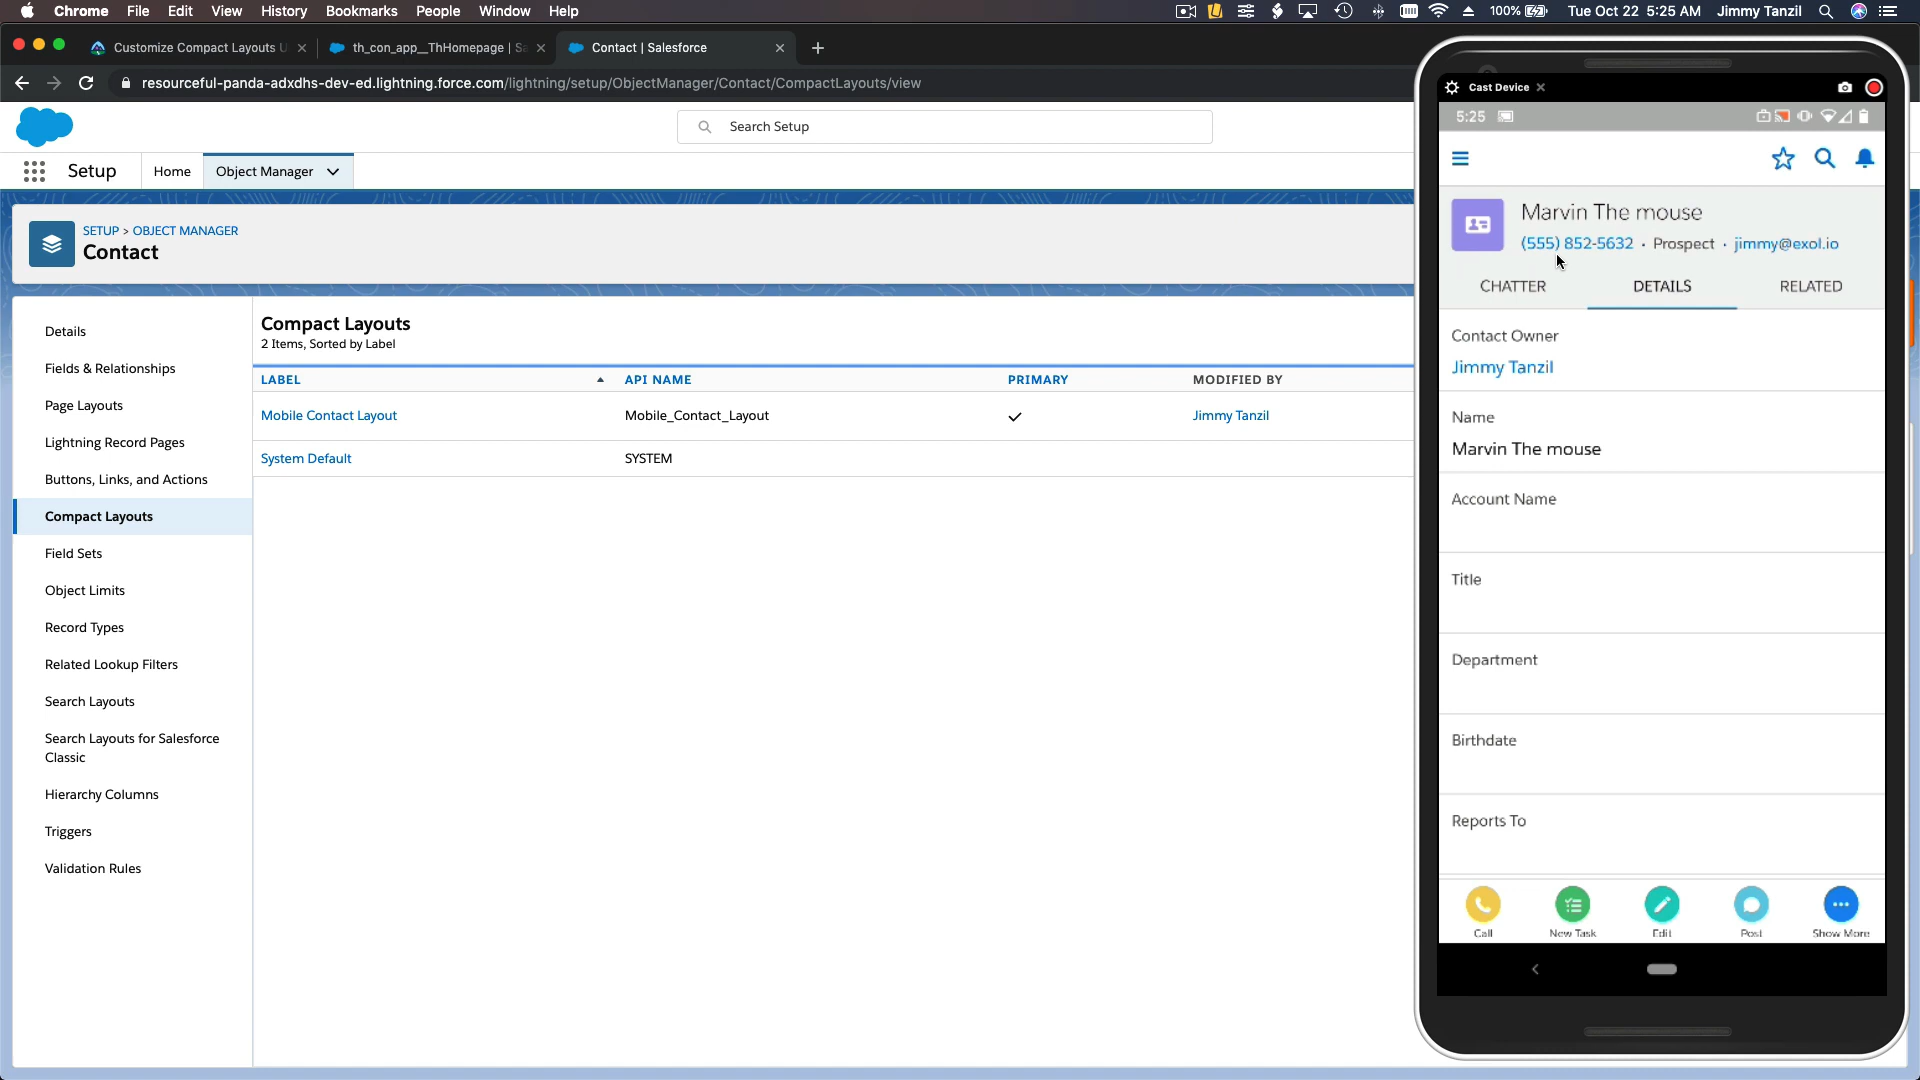 Chrome File Edit View History Bookmarks People Window Help
100% Tue Oct 22 5:25 AM Jimmy Tanzil
Customize Compact Layouts U
th_con_app__ThHomepage | Sa
Contact | Salesforce
resourceful-panda-adxdhs-dev-ed.lightning.force.com/lightning/setup/ObjectManager/Contact/CompactLayouts/view
Search Setup
Setup Home Object Manager
SETUP > OBJECT MANAGER
Contact
Details
Fields & Relationships
Page Layouts
Lightning Record Pages
Buttons, Links, and Actions
Compact Layouts
Field Sets
Object Limits
Record Types
Related Lookup Filters
Search Layouts
Search Layouts for Salesforce
Classic
Hierarchy Columns
Triggers
Validation Rules
Compact Layouts
2 Items, Sorted by Label
LABEL API NAME PRIMARY MODIFIED BY
Mobile Contact Layout Mobile_Contact_Layout Jimmy Tanzil
System Default SYSTEM
Cast Device
5:25
Marvin The mouse
(555) 852-5632 · Prospect · jimmy@exol.io
CHATTER DETAILS RELATED
Contact Owner
Jimmy Tanzil
Name
Marvin The mouse
Account Name
Title
Department
Birthdate
Reports To
Call New Task Edit Post Show More